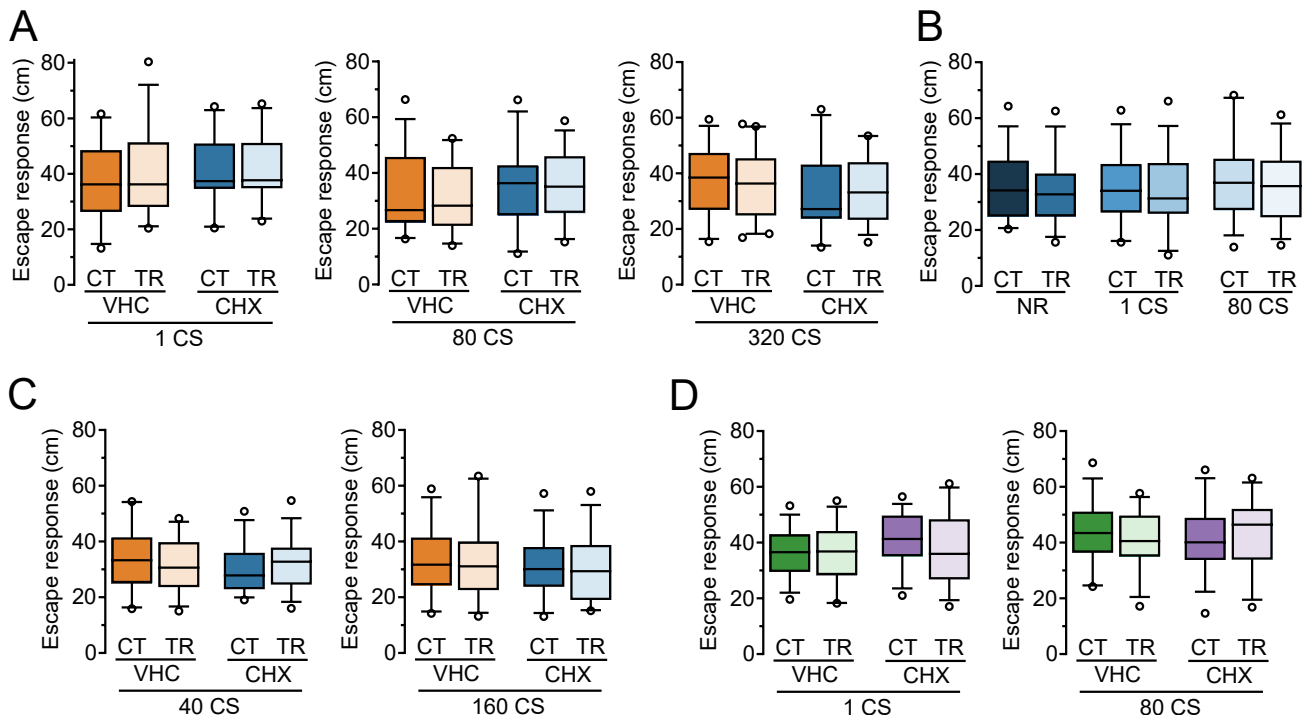 A
Escape response (cm)
80
60
40
20
0
CT TR CT TR
VHC CHX
1 CS
Escape response (cm)
80
60
40
20
0
CT TR CT TR
VHC CHX
80 CS
Escape response (cm)
80
60
40
20
0
CT TR CT TR
VHC CHX
320 CS
B
Escape response (cm)
80
60
40
20
0
CT TR CT TR CT TR
NR 1 CS 80 CS
C
Escape response (cm)
80
60
40
20
0
CT TR CT TR
VHC CHX
40 CS
Escape response (cm)
80
60
40
20
0
CT TR CT TR
VHC CHX
160 CS
D
Escape response (cm)
80
60
40
20
0
CT TR CT TR
VHC CHX
1 CS
Escape response (cm)
80
60
40
20
0
CT TR CT TR
VHC CHX
80 CS